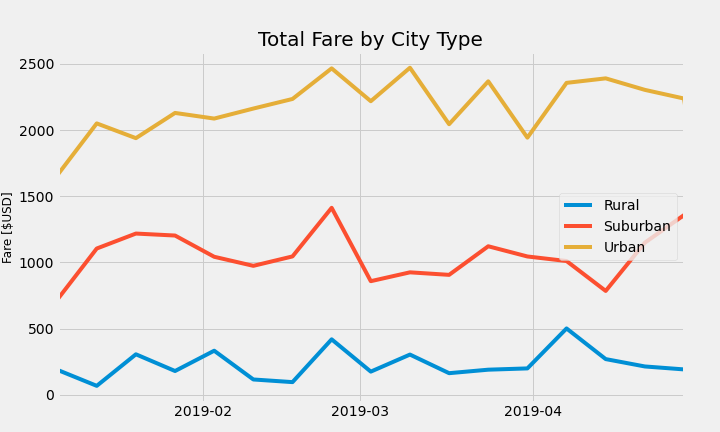 Total Fare by City Type
Fare [$USD]
2500
2000
1500
1000
500
0
Rural
Suburban
Urban
2019-02
2019-03
2019-04